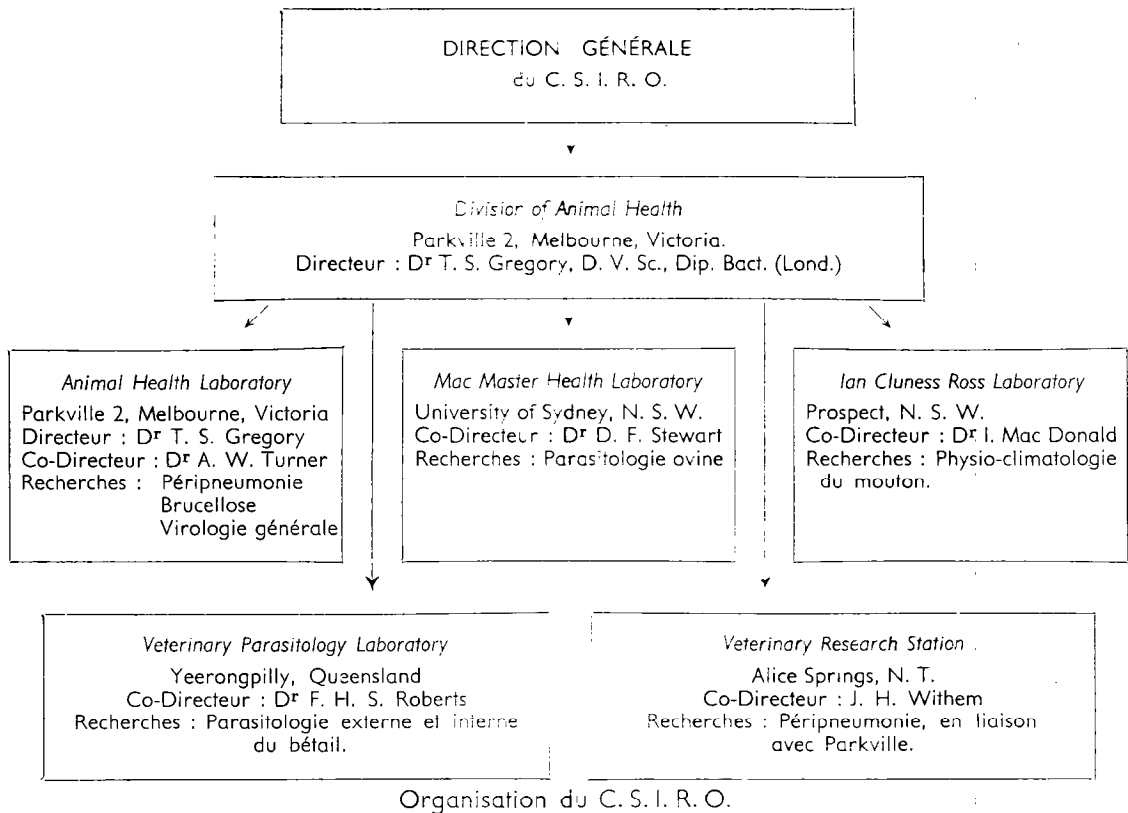 DIRECTION GÉNÉRALE
du C. S. I. R. O.
Division of Animal Health
Parkville 2, Melbourne, Victoria.
Directeur : Dr T. S. Gregory, D. V. Sc., Dip. Bact. (Lond.)
Animal Health Laboratory
Parkville 2, Melbourne, Victoria
Directeur : Dr T. S. Gregory
Co-Directeur : Dr A. W. Turner
Recherches : Péripneumonie
Brucellose
Virologie générale
Mac Master Health Laboratory
University of Sydney, N. S. W.
Co-Directeur : Dr D. F. Stewart
Recherches : Parasitologie ovine
Ian Cluness Ross Laboratory
Prospect, N. S. W.
Co-Directeur : Dr I. Mac Donald
Recherches : Physio-climatologie
du mouton.
Veterinary Parasitology Laboratory
Yeerongpilly, Queensland
Co-Directeur : Dr F. H. S. Roberts
Recherches : Parasitologie externe et interne
du bétail.
Veterinary Research Station
Alice Springs, N. T.
Co-Directeur : J. H. Withem
Recherches : Péripneumonie, en liaison
avec Parkville.
Organisation du C. S. I. R. O.